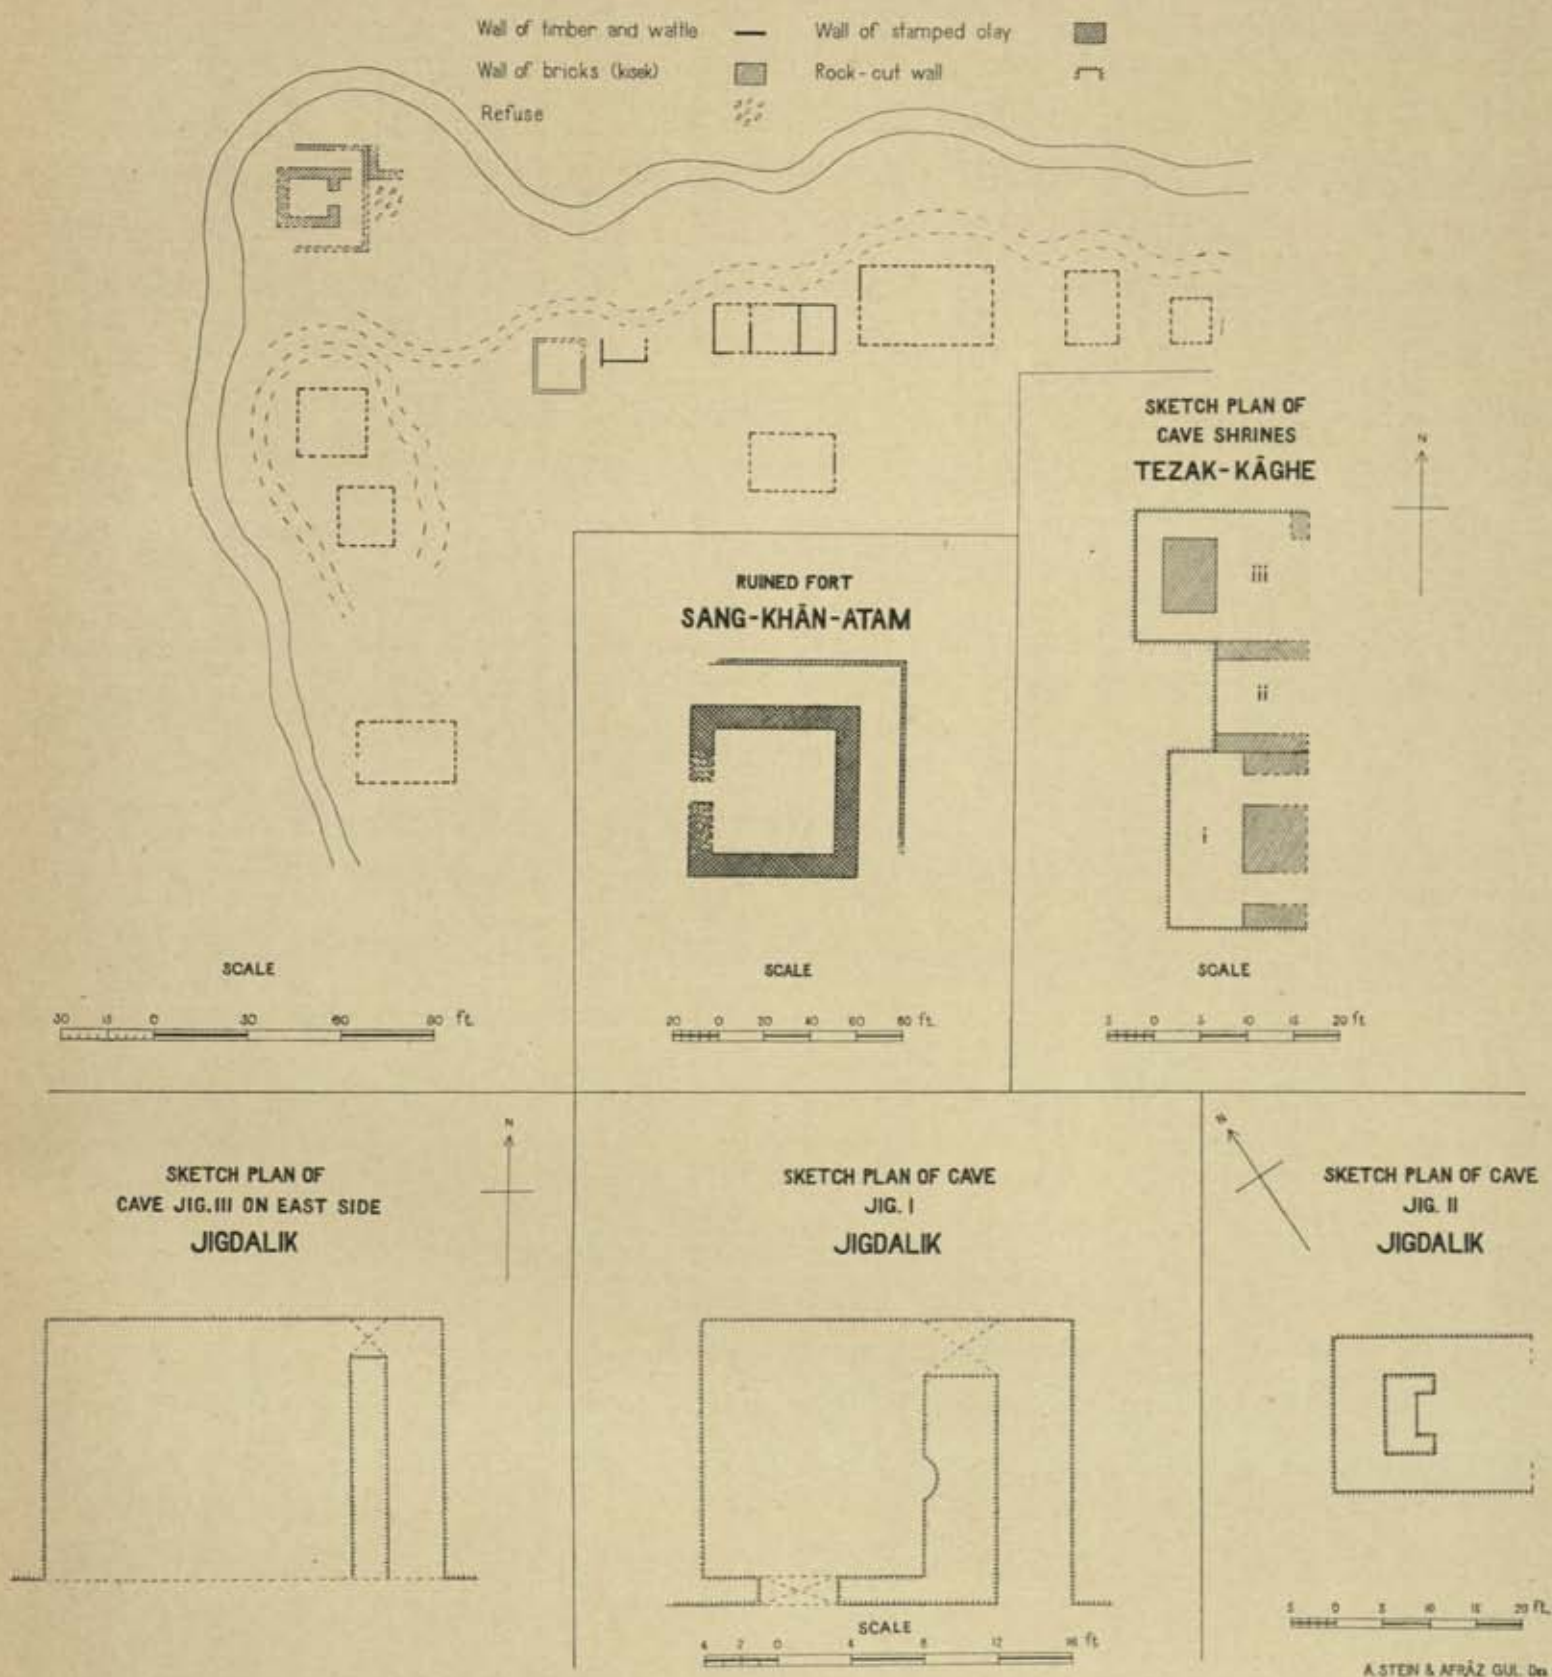 Wall of timber and wattle
Wall of stamped clay
Wall of bricks (kisek)
Rock-cut wall
Refuse
SKETCH PLAN OF
CAVE SHRINES
TEZAK-KĀGHE
N
iii
ii
i
SCALE
5 0 5 10 15 20 ft
RUINED FORT
SANG-KHĀN-ATAM
SCALE
20 0 20 40 60 80 ft.
SCALE
30 15 0 30 60 90 ft.
SKETCH PLAN OF
CAVE JIG. III ON EAST SIDE
JIGDALIK
N
SKETCH PLAN OF CAVE
JIG. I
JIGDALIK
SCALE
4 2 0 4 8 12 16 ft
N
SKETCH PLAN OF CAVE
JIG. II
JIGDALIK
5 0 5 10 15 20 ft.
A. STEIN & AFRĀZ GUL. Del.